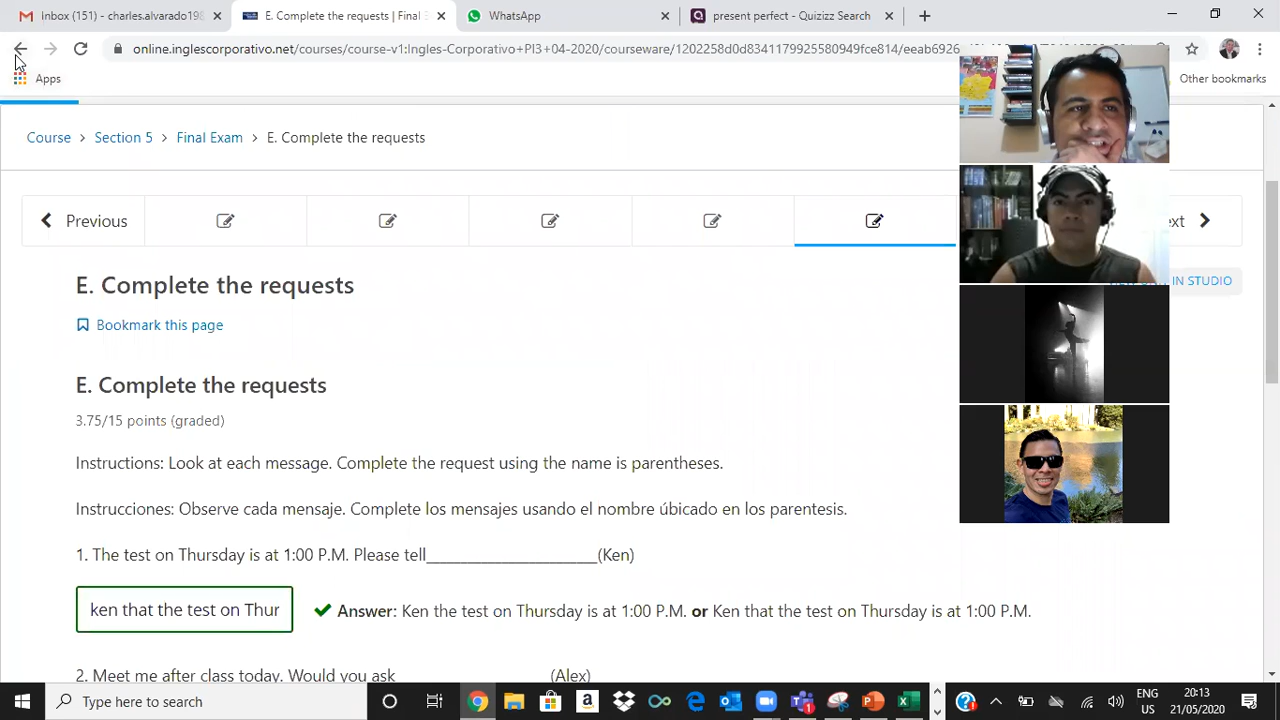 Inbox (151) - charles.alvarado198
E. Complete the requests | Final
WhatsApp
present perfect - Quizizz Search
online.inglescorporativo.net/courses/course-v1:Ingles-Corporativo+PI3+04-2020/courseware/1202258d0d8341179925580949fce814/eeab6926
Apps
Other bookmarks
Course > Section 5 > Final Exam > E. Complete the requests
Previous
ext
E. Complete the requests
IN STUDIO
Bookmark this page
E. Complete the requests
3.75/15 points (graded)
Instructions: Look at each message. Complete the request using the name is parentheses.
Instrucciones: Observe cada mensaje. Complete los mensajes usando el nombre úbicado en los parentesis.
1. The test on Thursday is at 1:00 P.M. Please tell______________________(Ken)
ken that the test on Thur
Answer: Ken the test on Thursday is at 1:00 P.M. or Ken that the test on Thursday is at 1:00 P.M.
2. Meet me after class today. Would you ask ____________________(Alex)
Type here to search
ENG
US
20:13
21/05/2020